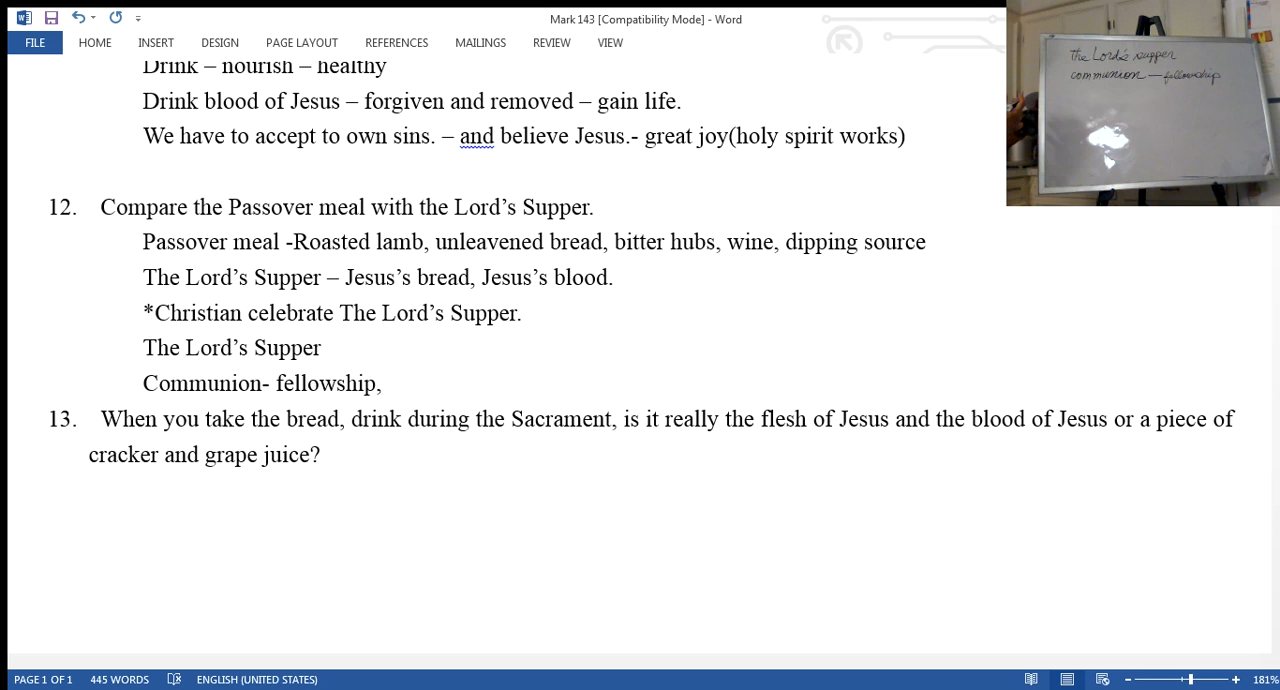 Mark 143 [Compatibility Mode] - Word
FILE HOME INSERT DESIGN PAGE LAYOUT REFERENCES MAILINGS REVIEW VIEW
Drink – nourish – healthy
Drink blood of Jesus – forgiven and removed – gain life.
We have to accept to own sins. – and believe Jesus.- great joy(holy spirit works)
12. Compare the Passover meal with the Lord’s Supper.
Passover meal -Roasted lamb, unleavened bread, bitter hubs, wine, dipping source
The Lord’s Supper – Jesus’s bread, Jesus’s blood.
*Christian celebrate The Lord’s Supper.
The Lord’s Supper
Communion- fellowship,
13. When you take the bread, drink during the Sacrament, is it really the flesh of Jesus and the blood of Jesus or a piece of
cracker and grape juice?
The Lord's supper
communion — fellowship
PAGE 1 OF 1 445 WORDS ENGLISH (UNITED STATES) 181%